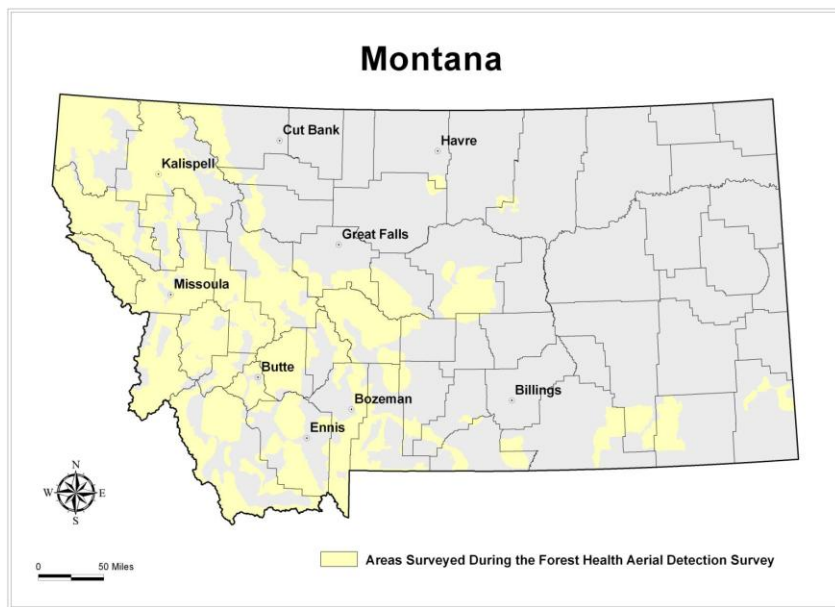 Montana
Cut Bank
Havre
Kalispell
Great Falls
Missoula
Butte
Billings
Bozeman
Ennis
N
W E
S
0 50 Miles
Areas Surveyed During the Forest Health Aerial Detection Survey